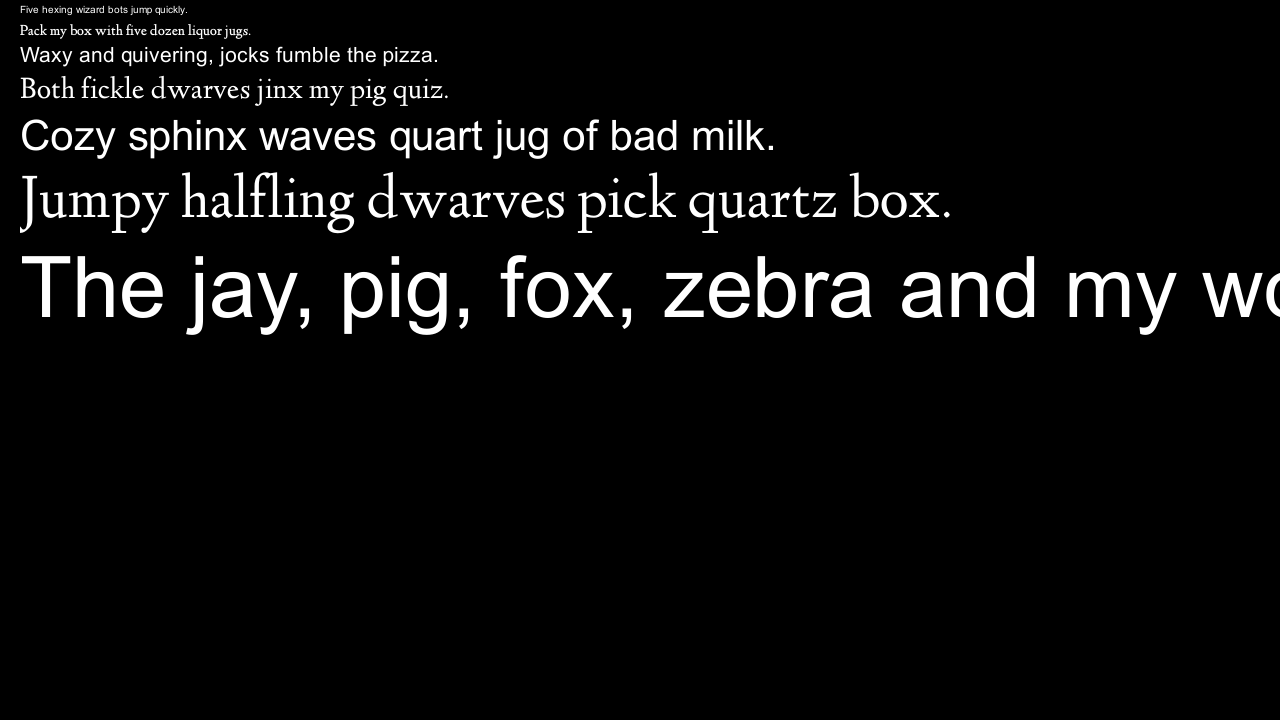 Five hexing wizard bots jump quickly.
Pack my box with five dozen liquor jugs.
Waxy and quivering, jocks fumble the pizza.
Both fickle dwarves jinx my pig quiz.
Cozy sphinx waves quart jug of bad milk.
Jumpy halfling dwarves pick quartz box.
The jay, pig, fox, zebra and my